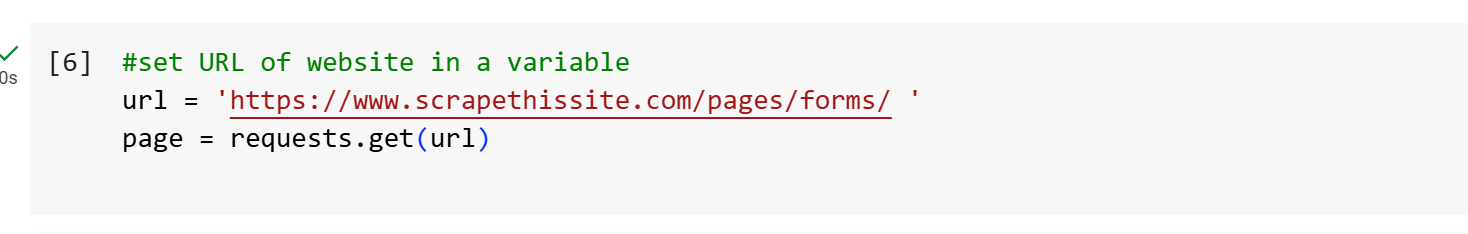 [6] #set URL of website in a variable
0s
url = 'https://www.scrapethissite.com/pages/forms/ '
page = requests.get(url)